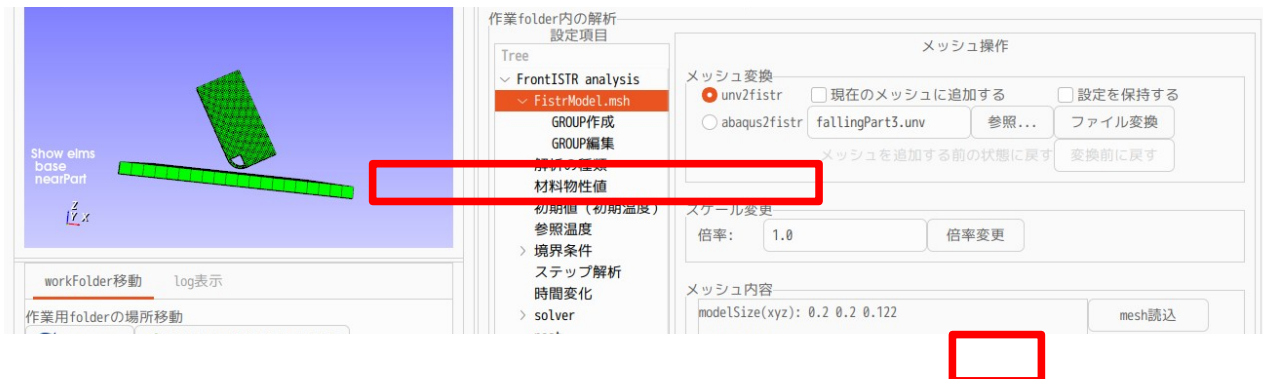 作業folder内の解析
設定項目
Tree
FrontISTR analysis
FistrModel.msh
GROUP作成
GROUP編集
解析の種類
材料物性値
初期値（初期温度）
参照温度
境界条件
ステップ解析
時間変化
solver
メッシュ操作
メッシュ変換
unv2fistr 現在のメッシュに追加する 設定を保持する
abaqus2fistr fallingPart3.unv 参照... ファイル変換
メッシュを追加する前の状態に戻す 変換前に戻す
スケール変更
倍率: 1.0 倍率変更
メッシュ内容
modelSize(xyz): 0.2 0.2 0.122 mesh読込
Show elms
base
nearPart
Z
Y X
workFolder移動 log表示
作業用folderの場所移動